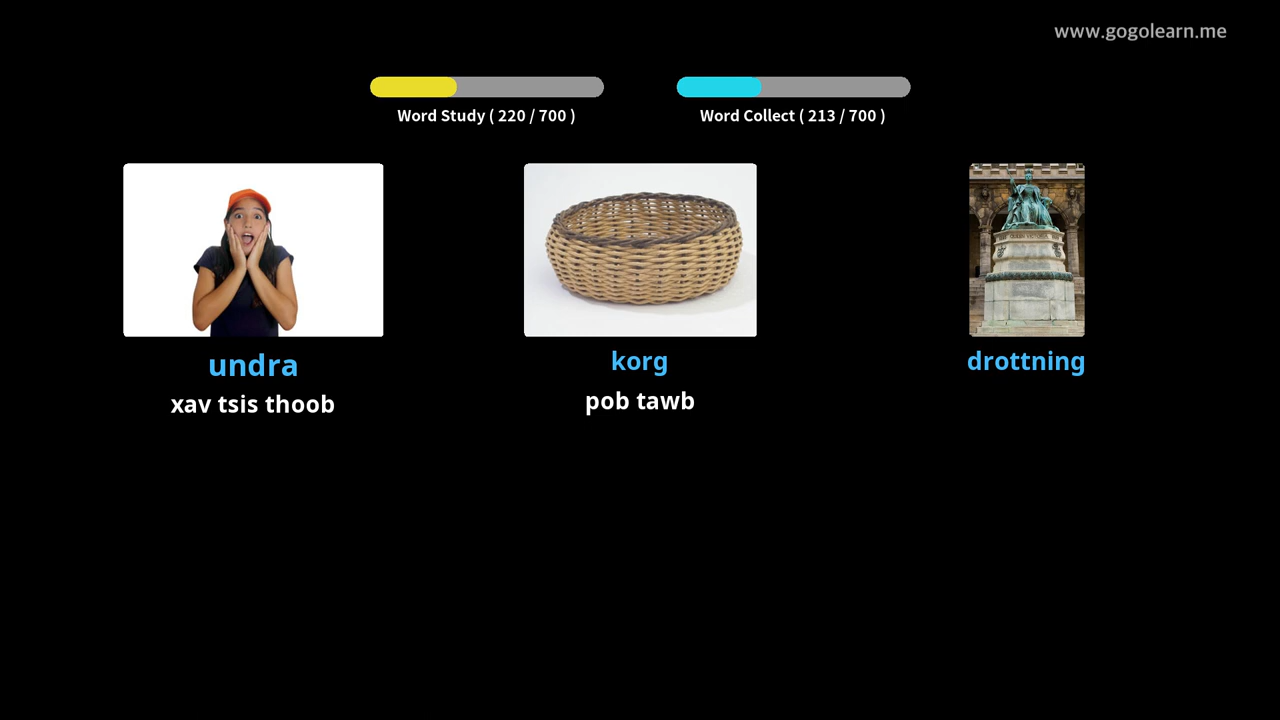 www.gogolearn.me
Word Study ( 220 / 700 )
Word Collect ( 213 / 700 )
undra
korg
drottning
xav tsis thoob
pob tawb